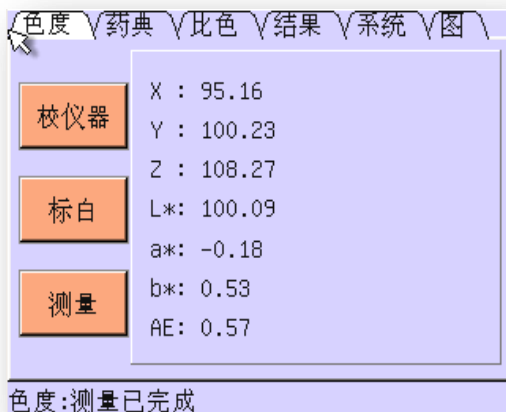 色度 药典 比色 结果 系统 图
校仪器
标白
测量
X : 95.16
Y : 100.23
Z : 108.27
L*: 100.09
a*: -0.18
b*: 0.53
AE: 0.57
色度:测量已完成